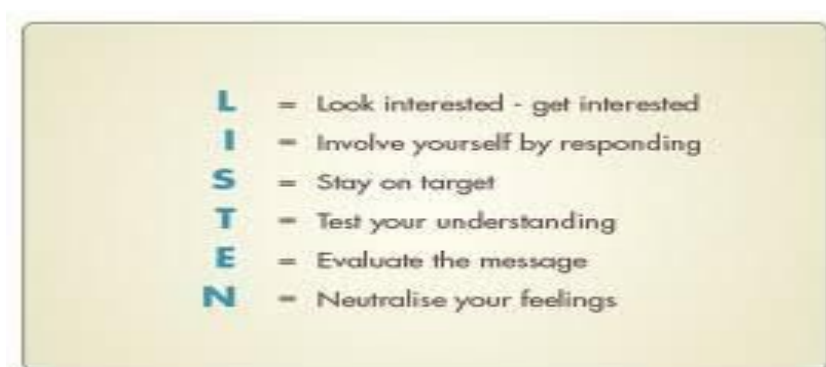 L = Look interested - get interested
I = Involve yourself by responding
S = Stay on target
T = Test your understanding
E = Evaluate the message
N = Neutralise your feelings